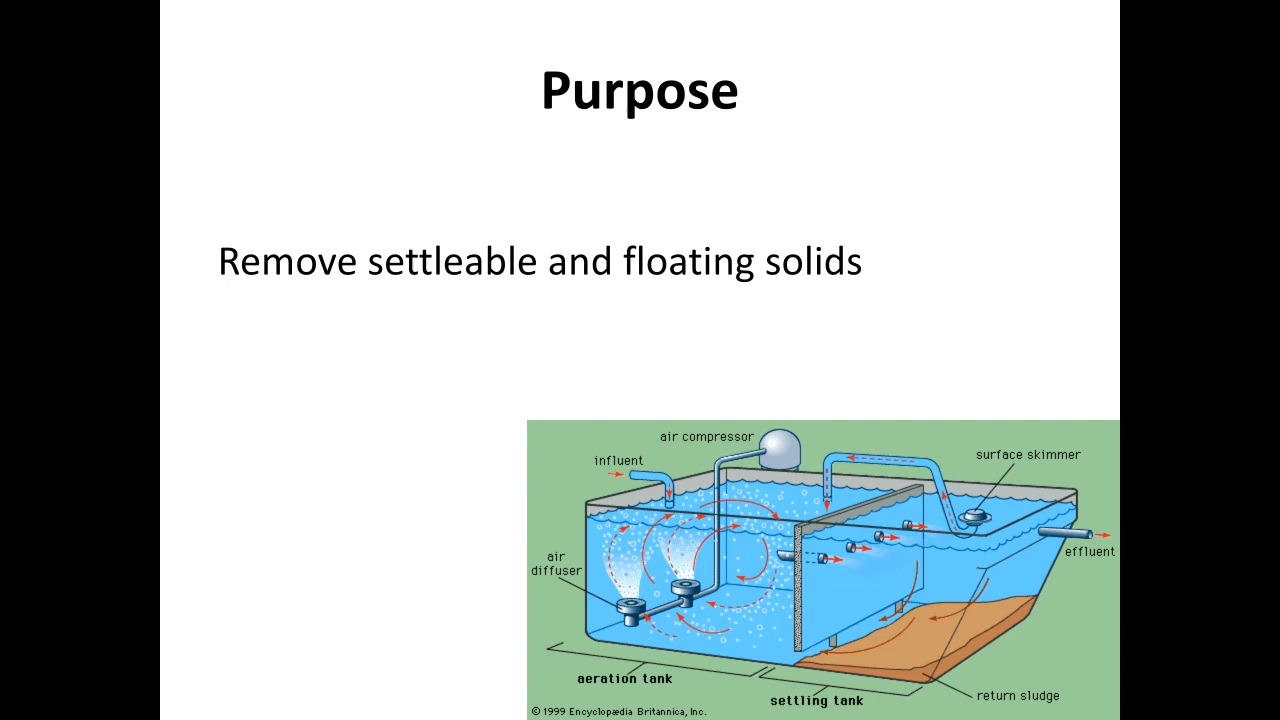 Purpose
Remove settleable and floating solids
air compressor
influent
surface skimmer
effluent
air
diffuser
aeration tank
settling tank
return sludge
© 1999 Encyclopædia Britannica, Inc.